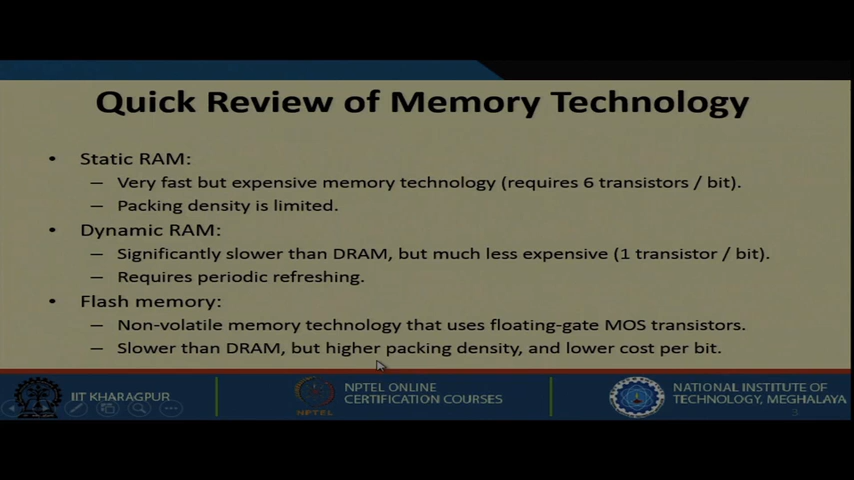 Quick Review of Memory Technology
• Static RAM:
– Very fast but expensive memory technology (requires 6 transistors / bit).
– Packing density is limited.
• Dynamic RAM:
– Significantly slower than DRAM, but much less expensive (1 transistor / bit).
– Requires periodic refreshing.
• Flash memory:
– Non-volatile memory technology that uses floating-gate MOS transistors.
– Slower than DRAM, but higher packing density, and lower cost per bit.
IIT KHARAGPUR
NPTEL
NPTEL ONLINE
CERTIFICATION COURSES
NATIONAL INSTITUTE OF
TECHNOLOGY, MEGHALAYA
3